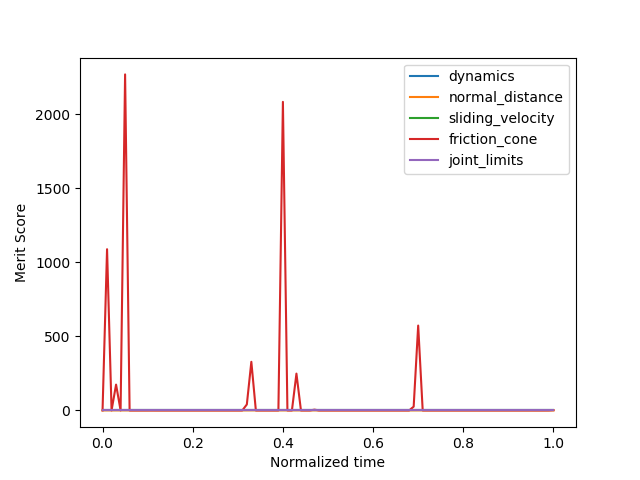 dynamics
normal_distance
sliding_velocity
friction_cone
joint_limits
Merit Score
2000
1500
1000
500
0
0.0 0.2 0.4 0.6 0.8 1.0
Normalized time